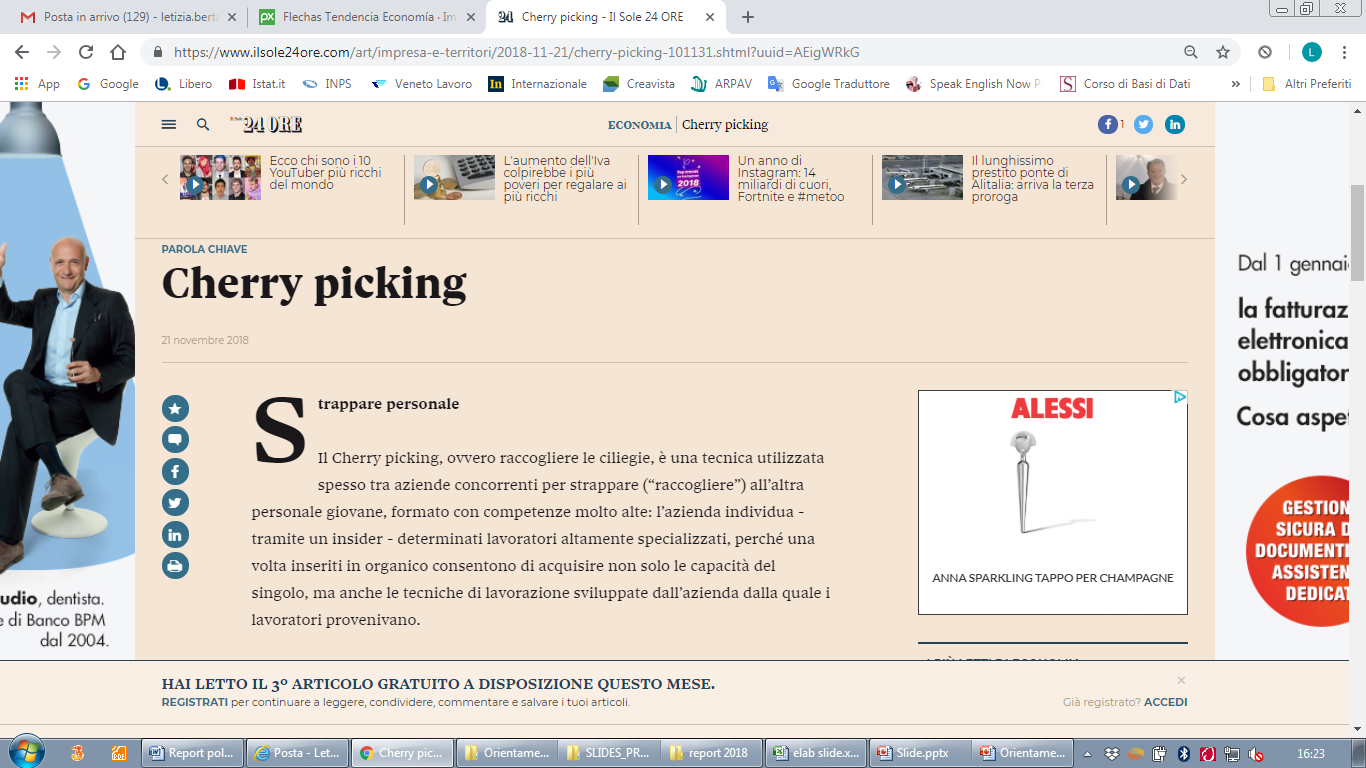 Posta in arrivo (129) - letizia.bert
Flechas Tendencia Economía · Im
Cherry picking - Il Sole 24 ORE
https://www.ilsole24ore.com/art/impresa-e-territori/2018-11-21/cherry-picking-101131.shtml?uuid=AEigWRkG
L
App
Google
Libero
Istat.it
INPS
Veneto Lavoro
Internazionale
Creavista
ARPAV
Google Traduttore
Speak English Now P
Corso di Basi di Dati
»
Altri Preferiti
24 ORE
ECONOMIA | Cherry picking
1
Ecco chi sono i 10
YouTuber più ricchi
del mondo
L'aumento dell'Iva
colpirebbe i più
poveri per regalare ai
più ricchi
Un anno di
Instagram: 14
miliardi di cuori,
Fortnite e #metoo
Il lunghissimo
prestito ponte di
Alitalia: arriva la terza
proroga
PAROLA CHIAVE
Cherry picking
21 novembre 2018
Strappare personale
Il Cherry picking, ovvero raccogliere le ciliegie, è una tecnica utilizzata
spesso tra aziende concorrenti per strappare (“raccogliere”) all’altra
personale giovane, formato con competenze molto alte: l’azienda individua -
tramite un insider - determinati lavoratori altamente specializzati, perché una
volta inseriti in organico consentono di acquisire non solo le capacità del
singolo, ma anche le tecniche di lavorazione sviluppate dall’azienda dalla quale i
lavoratori provenivano.
ALESSI
ANNA SPARKLING TAPPO PER CHAMPAGNE
udio, dentista.
e di Banco BPM
dal 2004.
Dal 1 gennai
la fatturaz
elettronica
obbligator
Cosa aspet
GESTION
SICURA D
DOCUMENTI
ASSISTEN
DEDICAT
HAI LETTO IL 3º ARTICOLO GRATUITO A DISPOSIZIONE QUESTO MESE.
REGISTRATI per continuare a leggere, condividere, commentare e salvare i tuoi articoli.
Già registrato? ACCEDI
Report pol...
Posta - Let...
Cherry pic...
Orientame...
SLIDES_PR...
report 2018
elab slide.x...
Slide.pptx
Orientame...
16:23